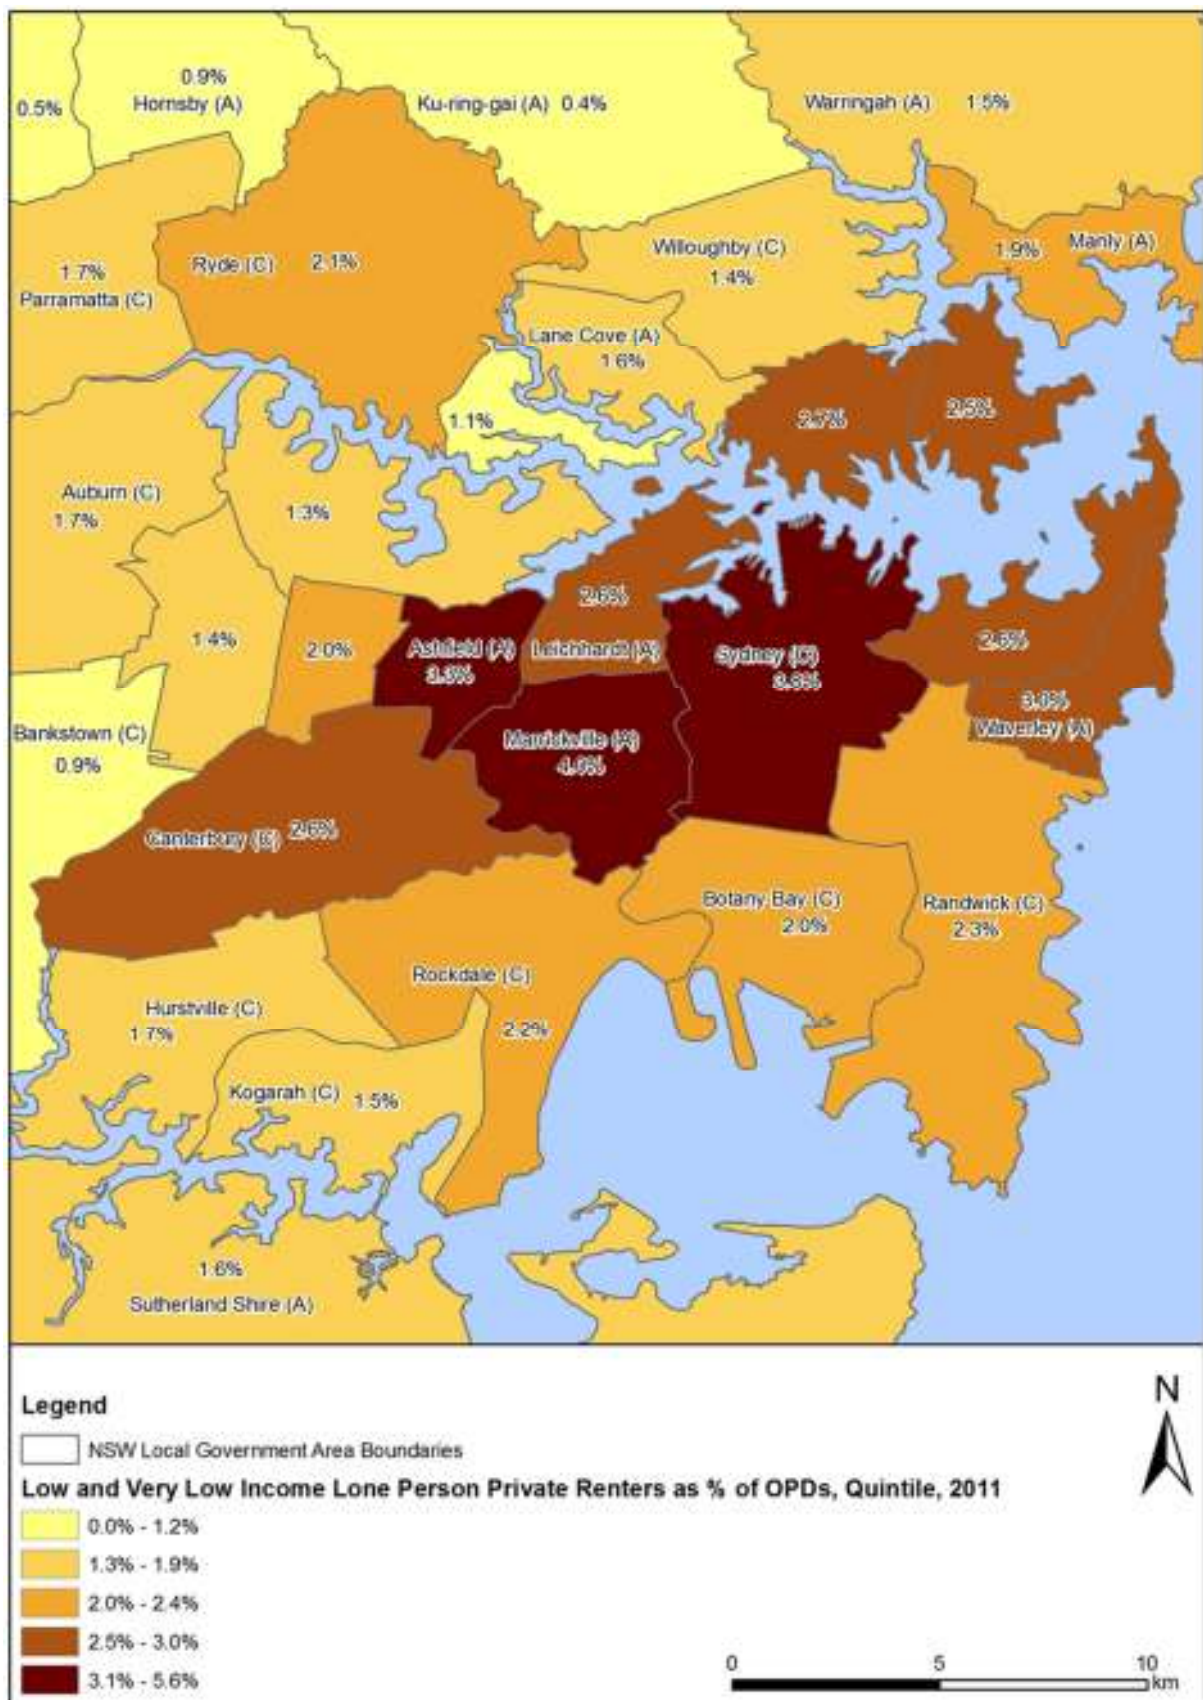 0.9%
Hornsby (A)
0.5%
Ku-ring-gai (A) 0.4%
Warringah (A) 1.5%
Willoughby (C)
1.4%
1.9%
Manly (A)
Ryde (C) 2.1%
1.7%
Parramatta (C)
Lane Cove (A)
1.6%
1.1%
2.7%
2.5%
Auburn (C)
1.7%
1.3%
2.6%
Leichhardt (A)
1.4%
2.0%
Ashfield (A)
3.3%
Sydney (C)
2.6%
3.0%
Waverley (A)
Bankstown (C)
0.9%
Marrickville (A)
4.0%
Canterbury (C) 2.6%
Botany Bay (C)
2.0%
Randwick (C)
2.3%
Rockdale (C)
2.2%
Hurstville (C)
1.7%
Kogarah (C) 1.5%
1.6%
Sutherland Shire (A)
Legend
N
NSW Local Government Area Boundaries
Low and Very Low Income Lone Person Private Renters as % of OPDs, Quintile, 2011
0.0% - 1.2%
1.3% - 1.9%
2.0% - 2.4%
2.5% - 3.0%
3.1% - 5.6%
0 5 10
km